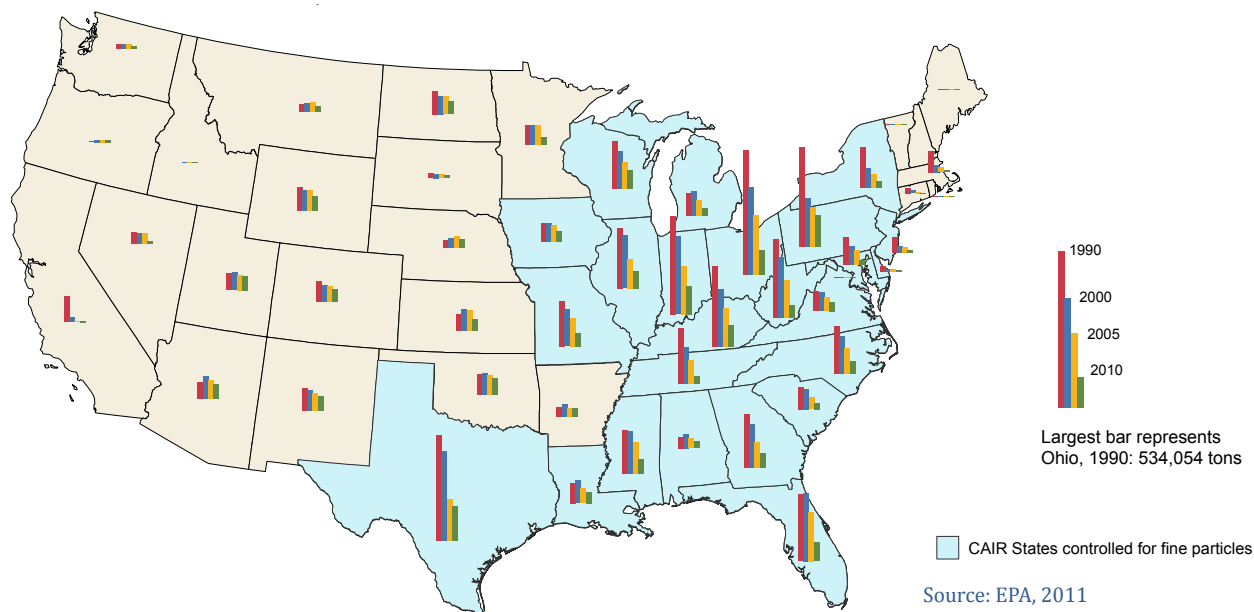 1990
2000
2005
2010
Largest bar represents
Ohio, 1990: 534,054 tons
CAIR States controlled for fine particles
Source: EPA, 2011